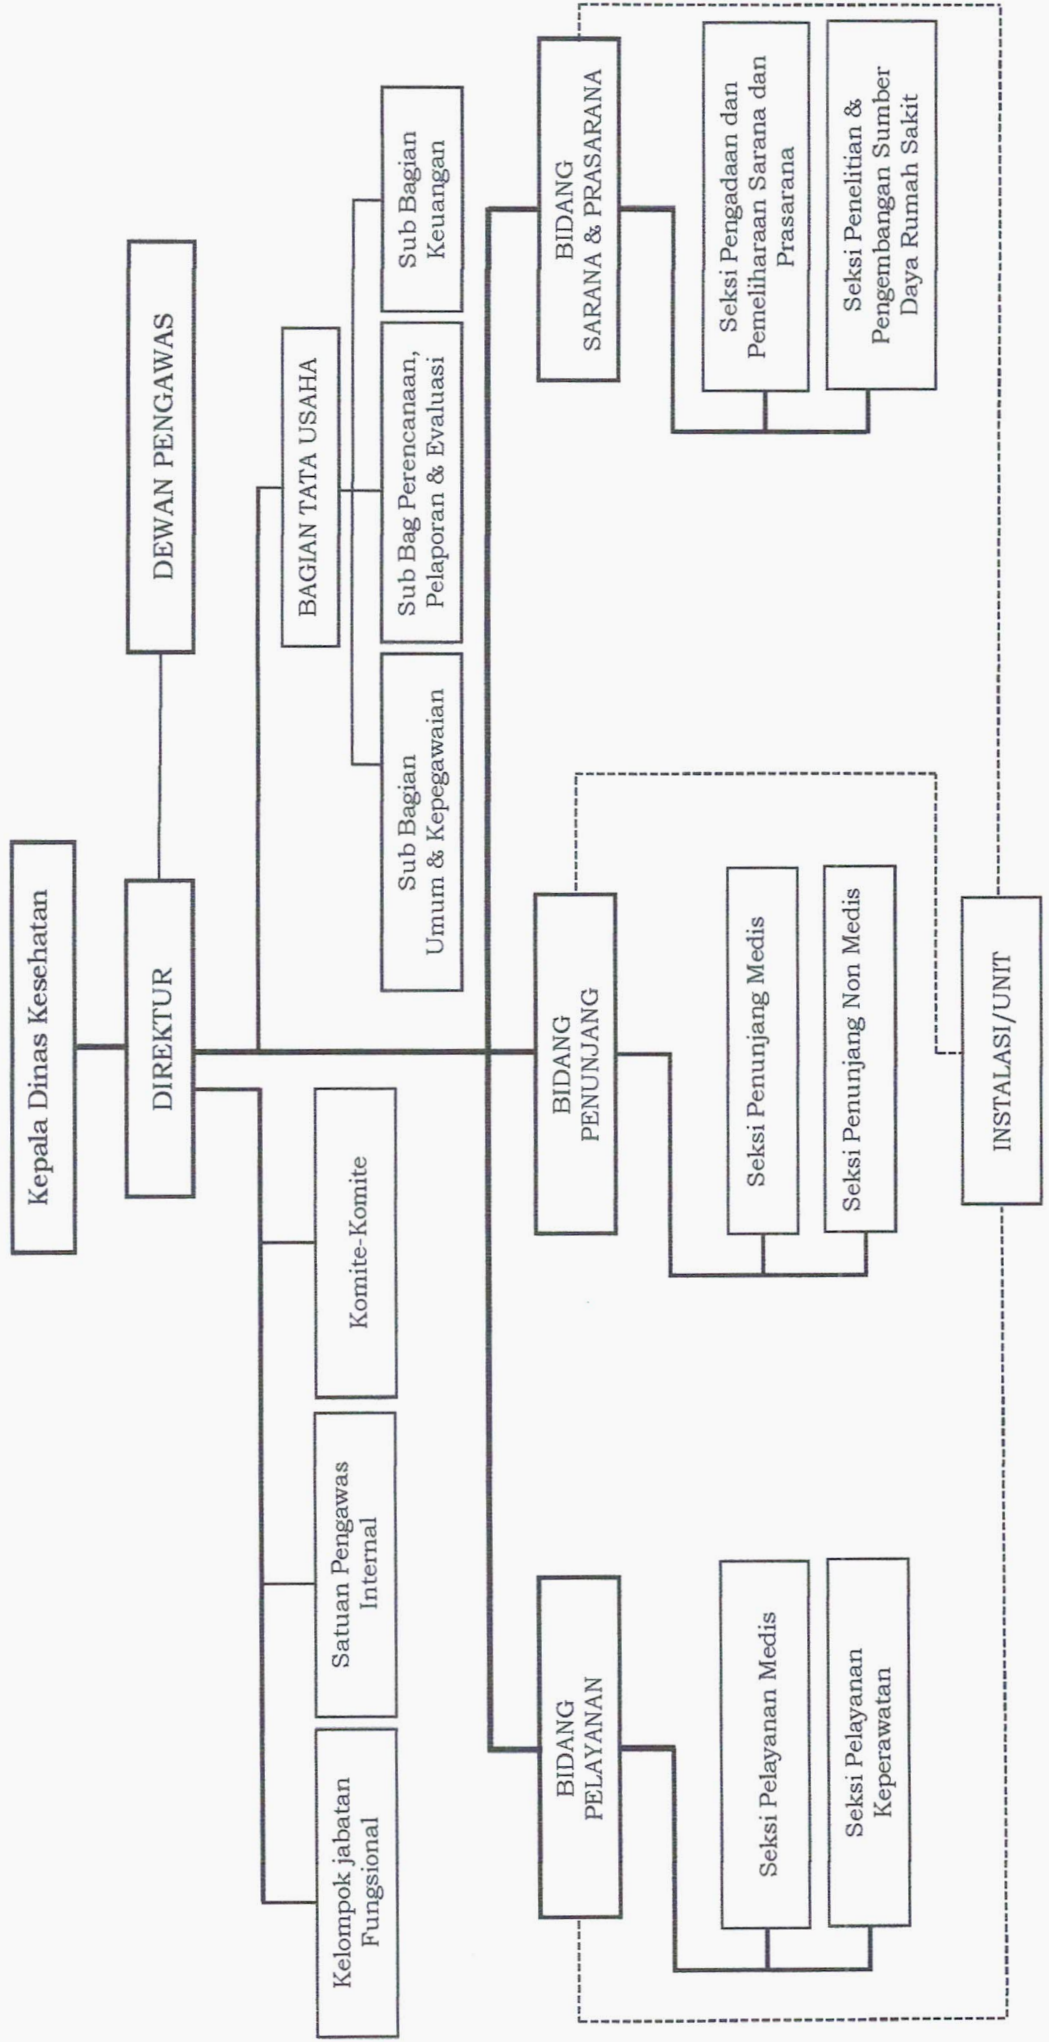 Kepala Dinas Kesehatan
DIREKTUR
DEWAN PENGAWAS
BAGIAN TATA USAHA
Kelompok jabatan
Fungsional
Satuan Pengawas
Internal
Komite-Komite
Sub Bagian
Umum & Kepegawaian
Sub Bag Perencanaan,
Pelaporan & Evaluasi
Sub Bagian
Keuangan
BIDANG
PELAYANAN
BIDANG
PENUNJANG
BIDANG
SARANA & PRASARANA
Seksi Pelayanan Medis
Seksi Pelayanan
Keperawatan
Seksi Penunjang Medis
Seksi Penunjang Non Medis
Seksi Pengadaan dan
Pemeliharaan Sarana dan
Prasarana
Seksi Penelitian &
Pengembangan Sumber
Daya Rumah Sakit
INSTALASI/UNIT